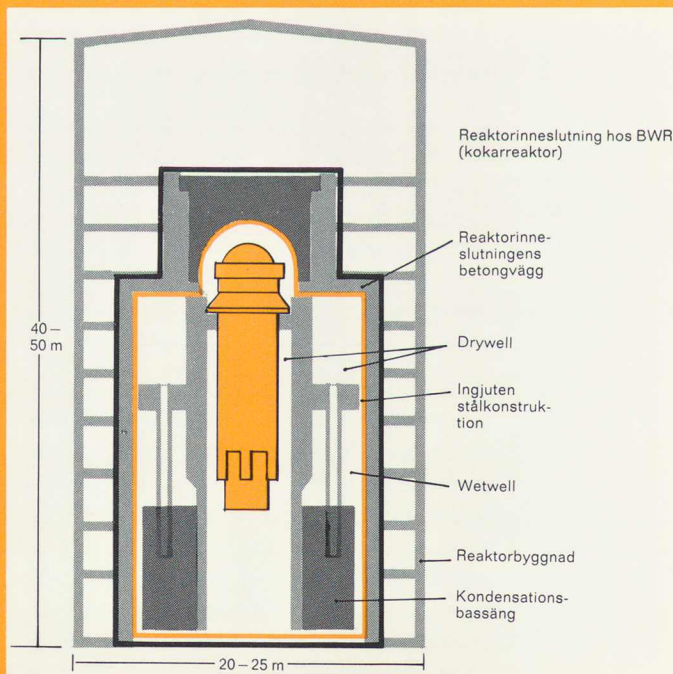 Reaktorinneslutning hos BWR
(kokarreaktor)
Reaktorinne-
slutningens
betongvägg
40 –
50 m
Drywell
Ingjuten
stålkonstruk-
tion
Wetwell
Reaktorbyggnad
Kondensations-
bassäng
20 – 25 m